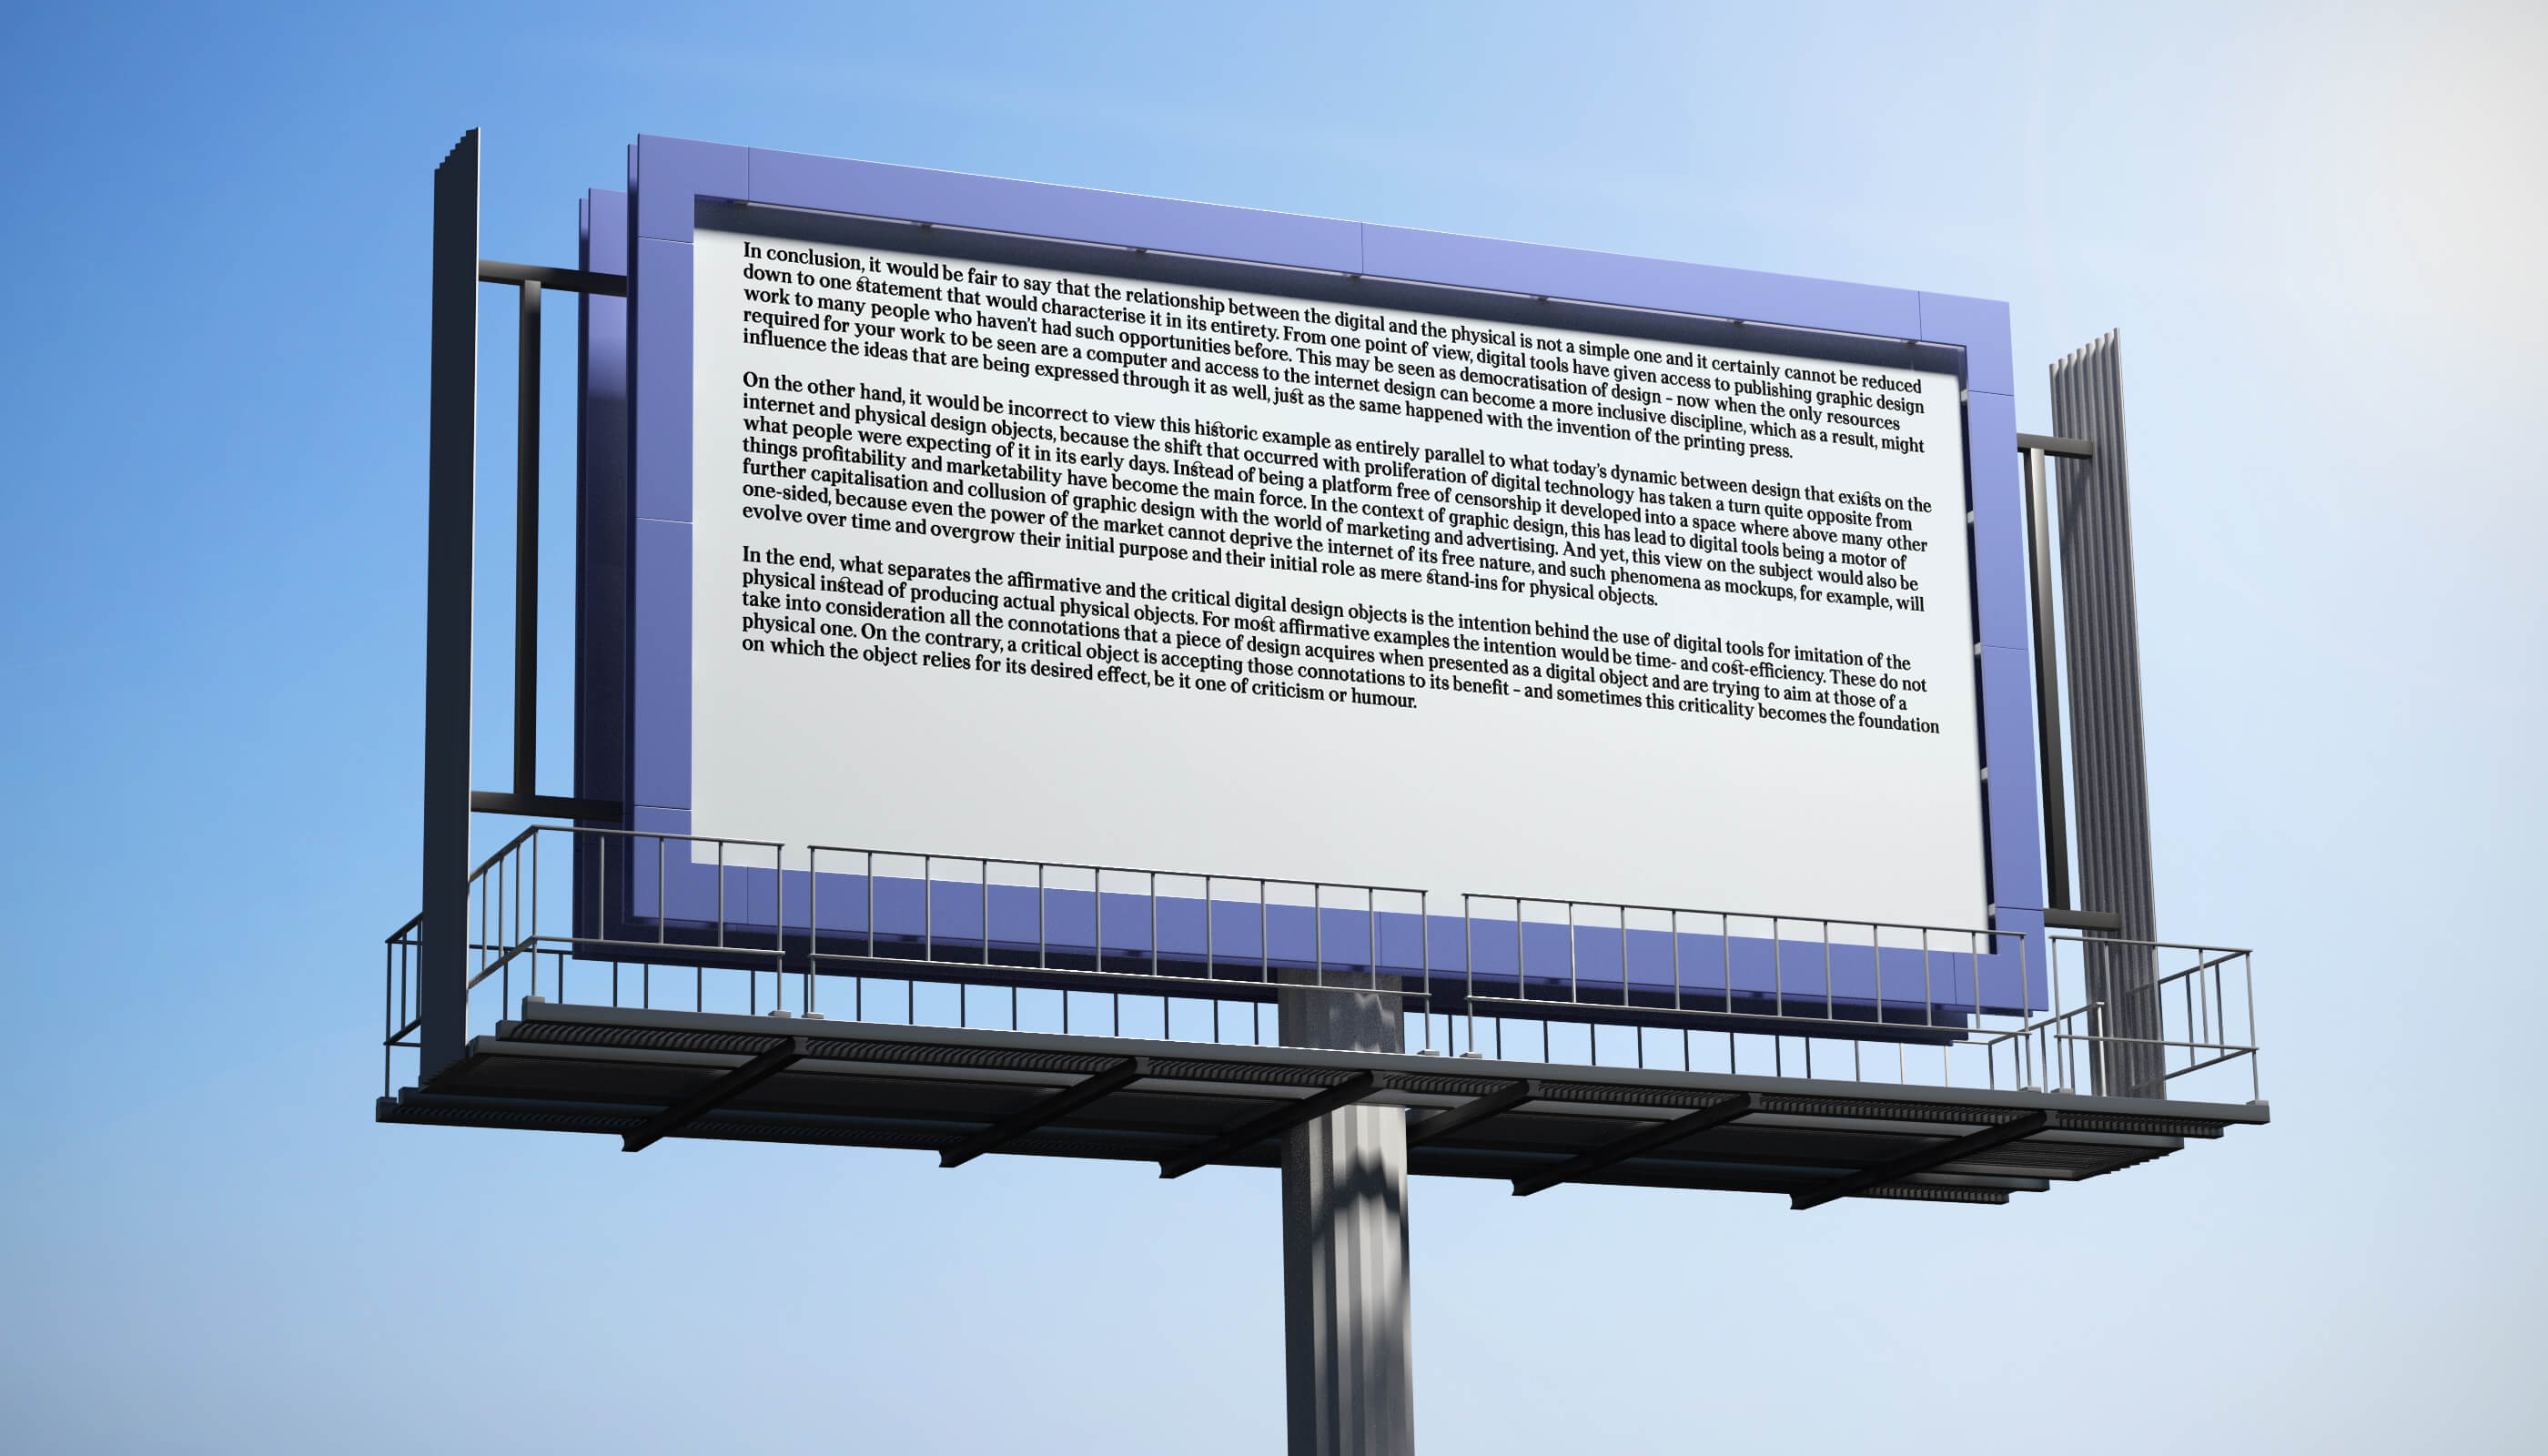 In conclusion, it would be fair to say that the relationship between the digital and the physical is not a simple one and it certainly cannot be reduced
down to one statement that would characterise it in its entirety. From one point of view, digital tools have given access to publishing graphic design
work to many people who haven't had such opportunities before. This may be seen as democratisation of design – now when the only resources
required for your work to be seen are a computer and access to the internet design can become a more inclusive discipline, which as a result, might
influence the ideas that are being expressed through it as well, just as the same happened with the invention of the printing press.
On the other hand, it would be incorrect to view this historic example as entirely parallel to what today's dynamic between design that exists on the
internet and physical design objects, because the shift that occurred with proliferation of digital technology has taken a turn quite opposite from
what people were expecting of it in its early days. Instead of being a platform free of censorship it developed into a space where above many other
things profitability and marketability have become the main force. In the context of graphic design, this has lead to digital tools being a motor of
further capitalisation and collusion of graphic design with the world of marketing and advertising. And yet, this view on the subject would also be
one-sided, because even the power of the market cannot deprive the internet of its free nature, and such phenomena as mockups, for example, will
evolve over time and overgrow their initial purpose and their initial role as mere stand-ins for physical objects.
In the end, what separates the affirmative and the critical digital design objects is the intention behind the use of digital tools for imitation of the
physical instead of producing actual physical objects. For most affirmative examples the intention would be time- and cost-efficiency. These do not
take into consideration all the connotations that a piece of design acquires when presented as a digital object and are trying to aim at those of a
physical one. On the contrary, a critical object is accepting those connotations to its benefit – and sometimes this criticality becomes the foundation
on which the object relies for its desired effect, be it one of criticism or humour.